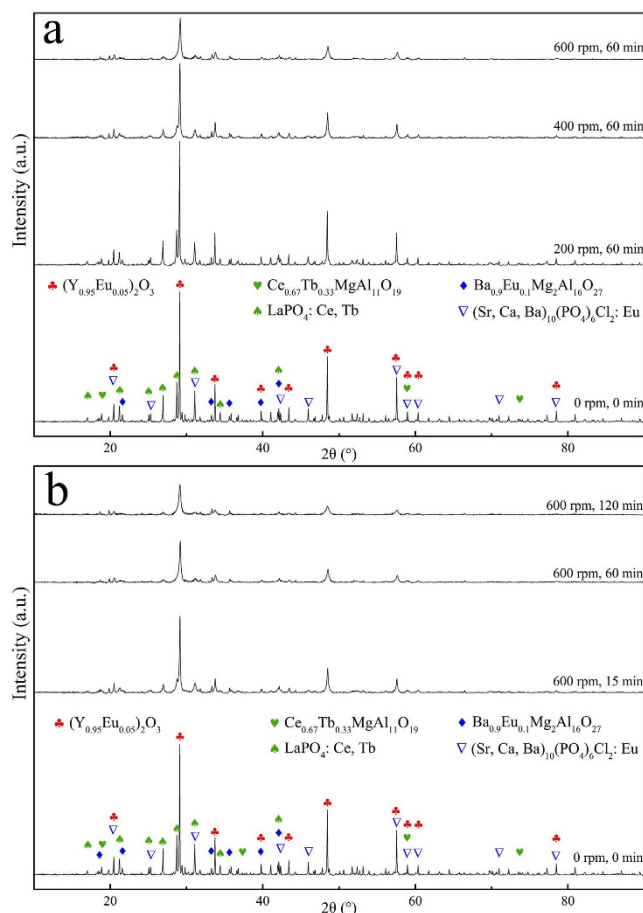 a
600 rpm, 60 min
400 rpm, 60 min
200 rpm, 60 min
Intensity (a.u.)
(Y0.95Eu0.05)2O3
Ce0.67Tb0.33MgAl11O19
Ba0.9Eu0.1Mg2Al16O27
LaPO4: Ce, Tb
(Sr, Ca, Ba)10(PO4)6Cl2: Eu
0 rpm, 0 min
20 40 60 80
2θ (°)
b
600 rpm, 120 min
600 rpm, 60 min
600 rpm, 15 min
Intensity (a.u.)
(Y0.95Eu0.05)2O3
Ce0.67Tb0.33MgAl11O19
Ba0.9Eu0.1Mg2Al16O27
LaPO4: Ce, Tb
(Sr, Ca, Ba)10(PO4)6Cl2: Eu
0 rpm, 0 min
20 40 60 80
2θ (°)